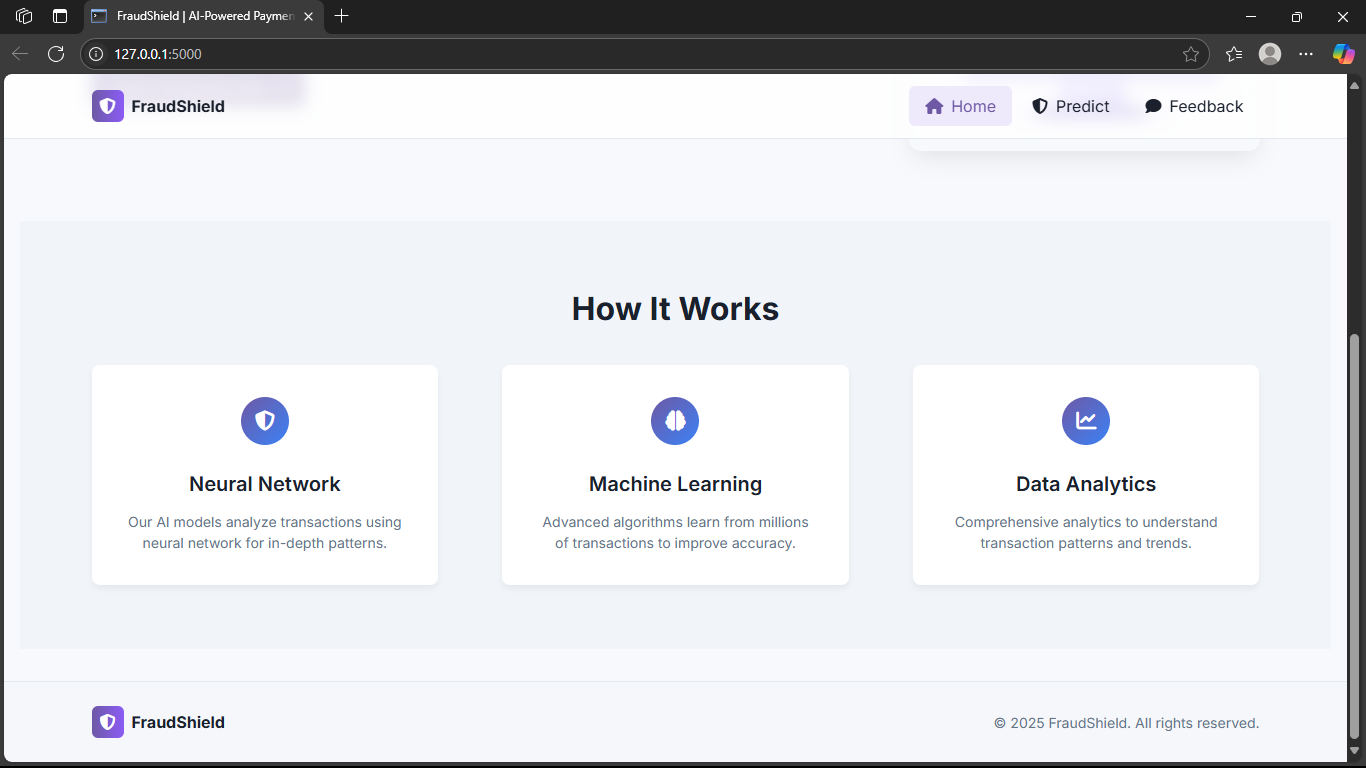 FraudShield | AI-Powered Paymen
127.0.0.1:5000
FraudShield
Home
Predict
Feedback
How It Works
Neural Network
Our AI models analyze transactions using
neural network for in-depth patterns.
Machine Learning
Advanced algorithms learn from millions
of transactions to improve accuracy.
Data Analytics
Comprehensive analytics to understand
transaction patterns and trends.
FraudShield
© 2025 FraudShield. All rights reserved.